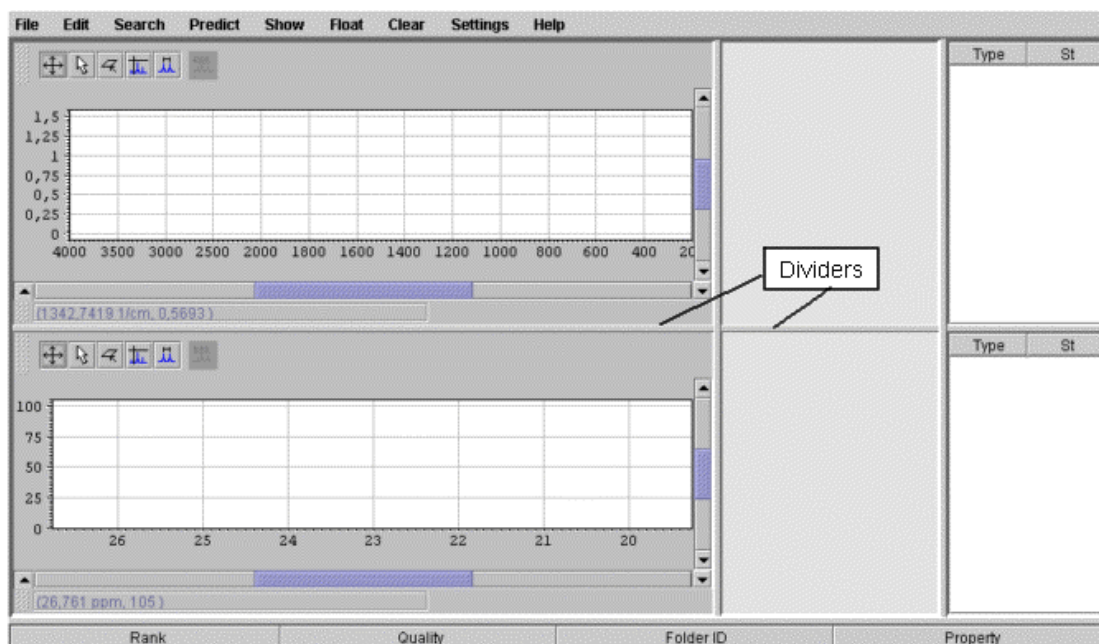 File Edit Search Predict Show Float Clear Settings Help
Type St
1,5
1,25
1
0,75
0,5
0,25
0
4000 3500 3000 2500 2000 1800 1600 1400 1200 1000 800 600 400 20
Dividers
(1342,7419 1/cm, 0,5693 )
Type St
100
75
50
25
0
26 25 24 23 22 21 20
(26,761 ppm, 105 )
Rank Quality Folder ID Property